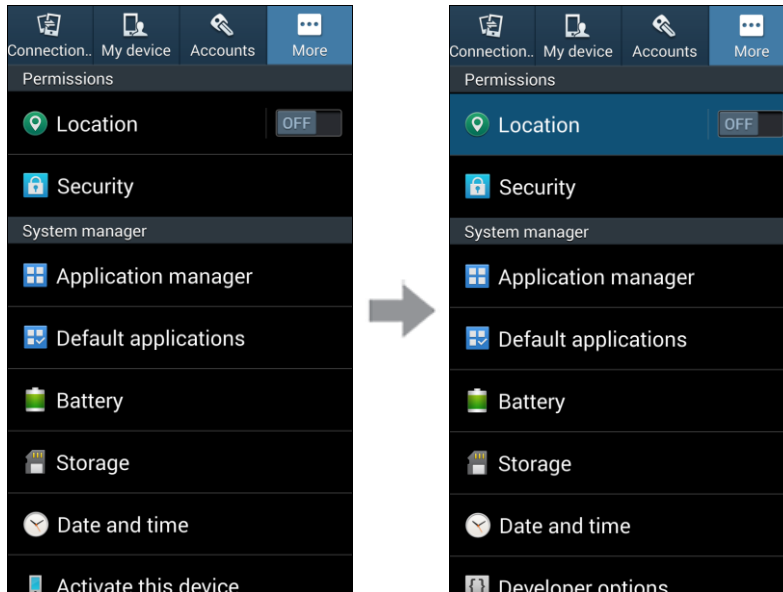 Connection.. My device Accounts More
Permissions
Location OFF
Security
System manager
Application manager
Default applications
Battery
Storage
Date and time
Activate this device
Connection.. My device Accounts More
Permissions
Location OFF
Security
System manager
Application manager
Default applications
Battery
Storage
Date and time
Developer options